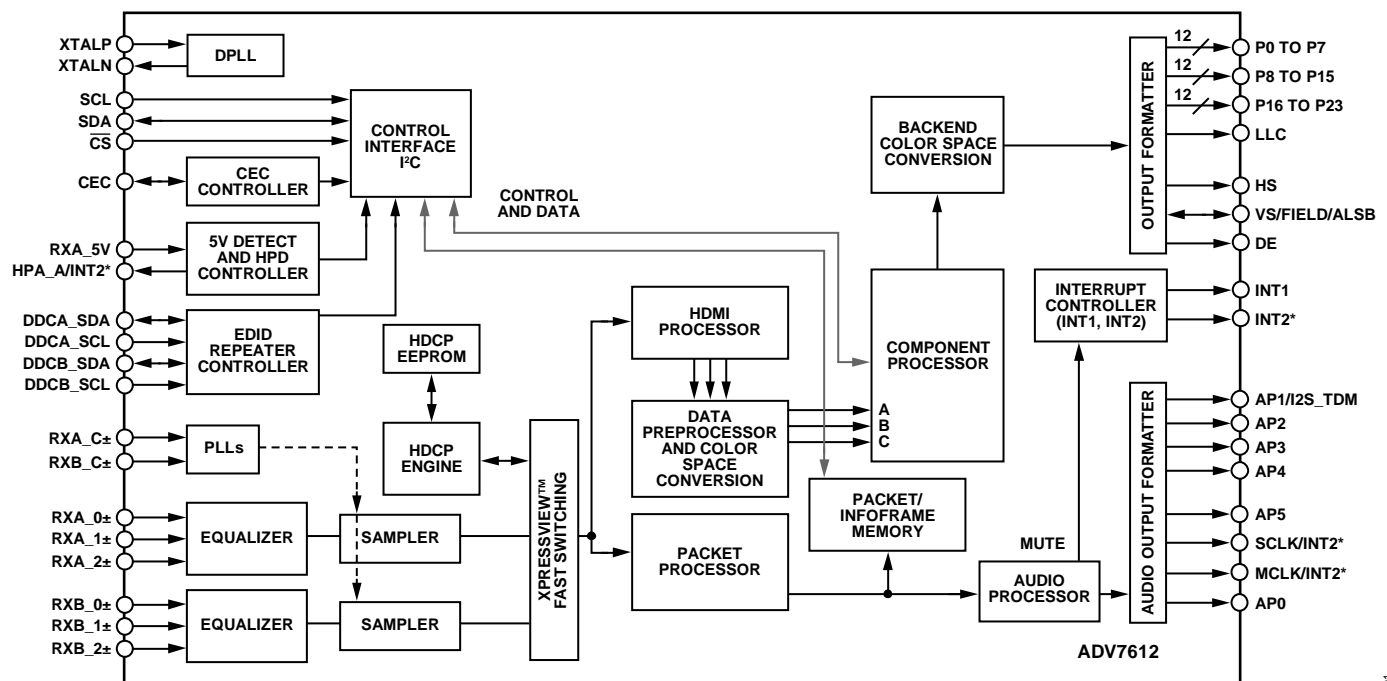 XTALP
XTALN
DPLL
SCL
SDA
CS
CONTROL
INTERFACE
I²C
CEC
CEC
CONTROLLER
RXA_5V
HPA_A/INT2*
5V DETECT
AND HPD
CONTROLLER
DDCA_SDA
DDCA_SCL
DDCB_SDA
DDCB_SCL
EDID
REPEATER
CONTROLLER
HDCP
EEPROM
HDCP
ENGINE
RXA_C±
RXB_C±
PLLs
RXA_0±
RXA_1±
RXA_2±
EQUALIZER
SAMPLER
RXB_0±
RXB_1±
RXB_2±
EQUALIZER
SAMPLER
XPRESSVIEW™
FAST SWITCHING
CONTROL
AND DATA
HDMI
PROCESSOR
DATA
PREPROCESSOR
AND COLOR
SPACE
CONVERSION
A
B
C
PACKET
PROCESSOR
PACKET/
INFOFRAME
MEMORY
COMPONENT
PROCESSOR
BACKEND
COLOR SPACE
CONVERSION
MUTE
AUDIO
PROCESSOR
INTERRUPT
CONTROLLER
(INT1, INT2)
OUTPUT FORMATTER
12
P0 TO P7
12
P8 TO P15
12
P16 TO P23
LLC
HS
VS/FIELD/ALSB
DE
INT1
INT2*
AUDIO OUTPUT FORMATTER
AP1/I2S_TDM
AP2
AP3
AP4
AP5
SCLK/INT2*
MCLK/INT2*
AP0
ADV7612